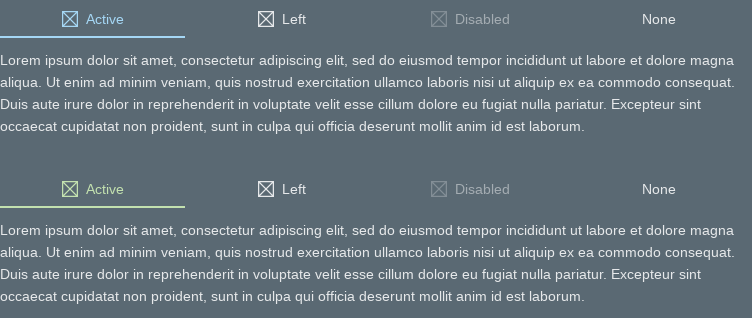 Active Left Disabled None
Lorem ipsum dolor sit amet, consectetur adipiscing elit, sed do eiusmod tempor incididunt ut labore et dolore magna
aliqua. Ut enim ad minim veniam, quis nostrud exercitation ullamco laboris nisi ut aliquip ex ea commodo consequat.
Duis aute irure dolor in reprehenderit in voluptate velit esse cillum dolore eu fugiat nulla pariatur. Excepteur sint
occaecat cupidatat non proident, sunt in culpa qui officia deserunt mollit anim id est laborum.
Active Left Disabled None
Lorem ipsum dolor sit amet, consectetur adipiscing elit, sed do eiusmod tempor incididunt ut labore et dolore magna
aliqua. Ut enim ad minim veniam, quis nostrud exercitation ullamco laboris nisi ut aliquip ex ea commodo consequat.
Duis aute irure dolor in reprehenderit in voluptate velit esse cillum dolore eu fugiat nulla pariatur. Excepteur sint
occaecat cupidatat non proident, sunt in culpa qui officia deserunt mollit anim id est laborum.